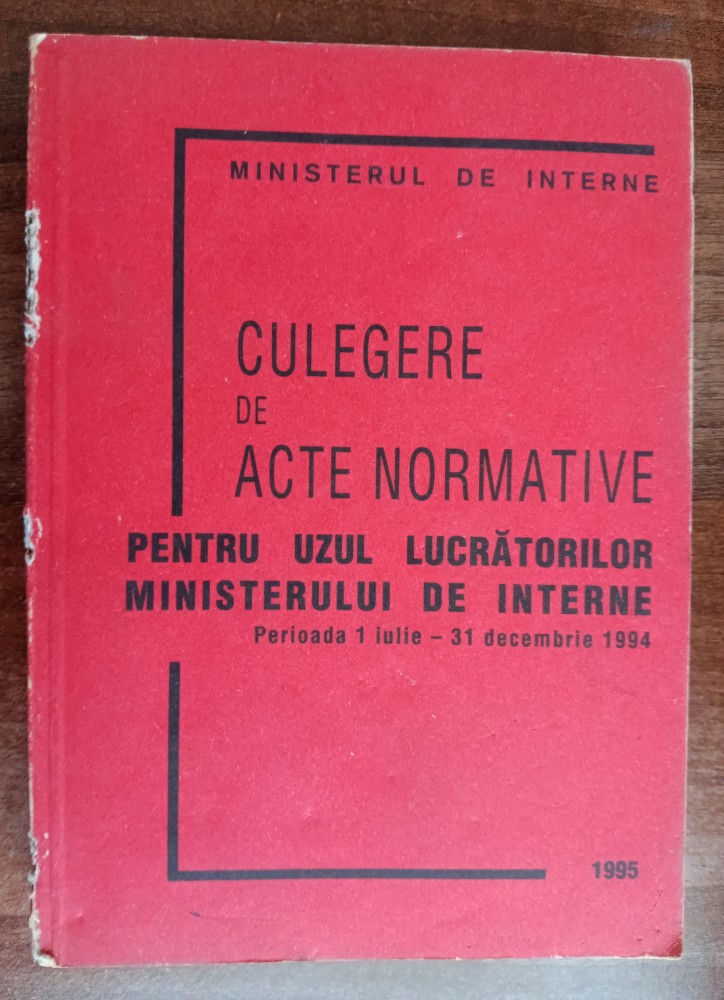 MINISTERUL DE INTERNE
CULEGERE
DE
ACTE NORMATIVE
PENTRU UZUL LUCRĂTORILOR
MINISTERULUI DE INTERNE
Perioada 1 iulie – 31 decembrie 1994
1995